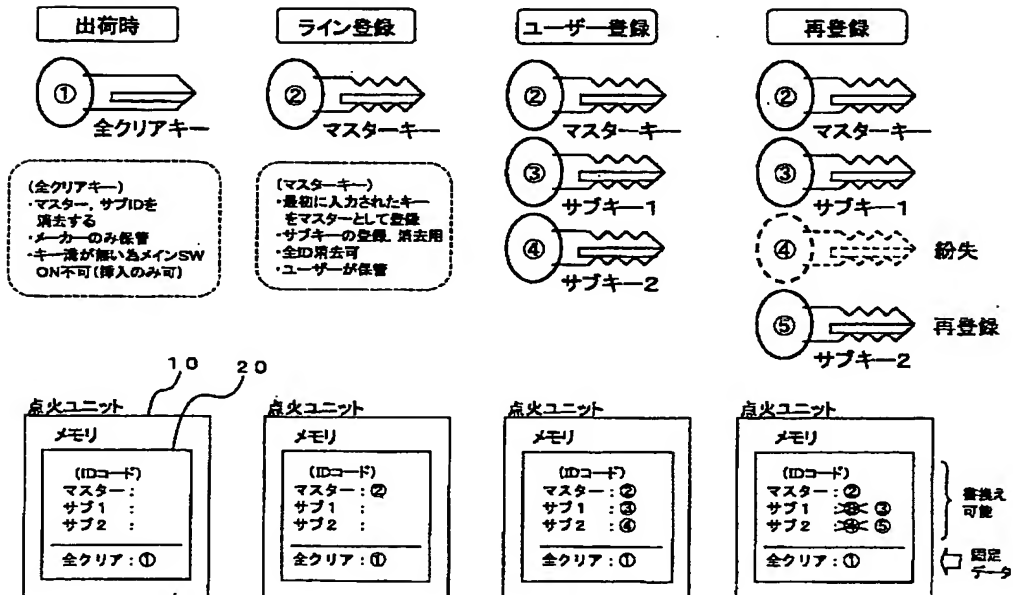 出荷時
ライン登録
ユーザー登録
再登録
①
全クリアキー
②
マスターキー
②
マスターキー
③
サブキー1
④
サブキー2
②
マスターキー
③
サブキー1
④
紛失
⑤
再登録
サブキー2
(全クリアキー)
・マスター, サブIDを
消去する
・メーカーのみ保管
・キー溝が無い為メインSW
ON不可(挿入のみ可)
(マスターキー)
・最初に入力されたキー
をマスターとして登録
・サブキーの登録, 消去用
・全ID消去可
・ユーザーが保管
10
20
点火ユニット
メモリ
(IDコード)
マスター:
サブ1 :
サブ2 :
全クリア:①
点火ユニット
メモリ
(IDコード)
マスター:②
サブ1 :
サブ2 :
全クリア:①
点火ユニット
メモリ
(IDコード)
マスター:②
サブ1 :③
サブ2 :④
全クリア:①
点火ユニット
メモリ
(IDコード)
マスター:②
サブ1 :③ ③
サブ2 :④ ⑤
全クリア:①
書換え
可能
固定
データ